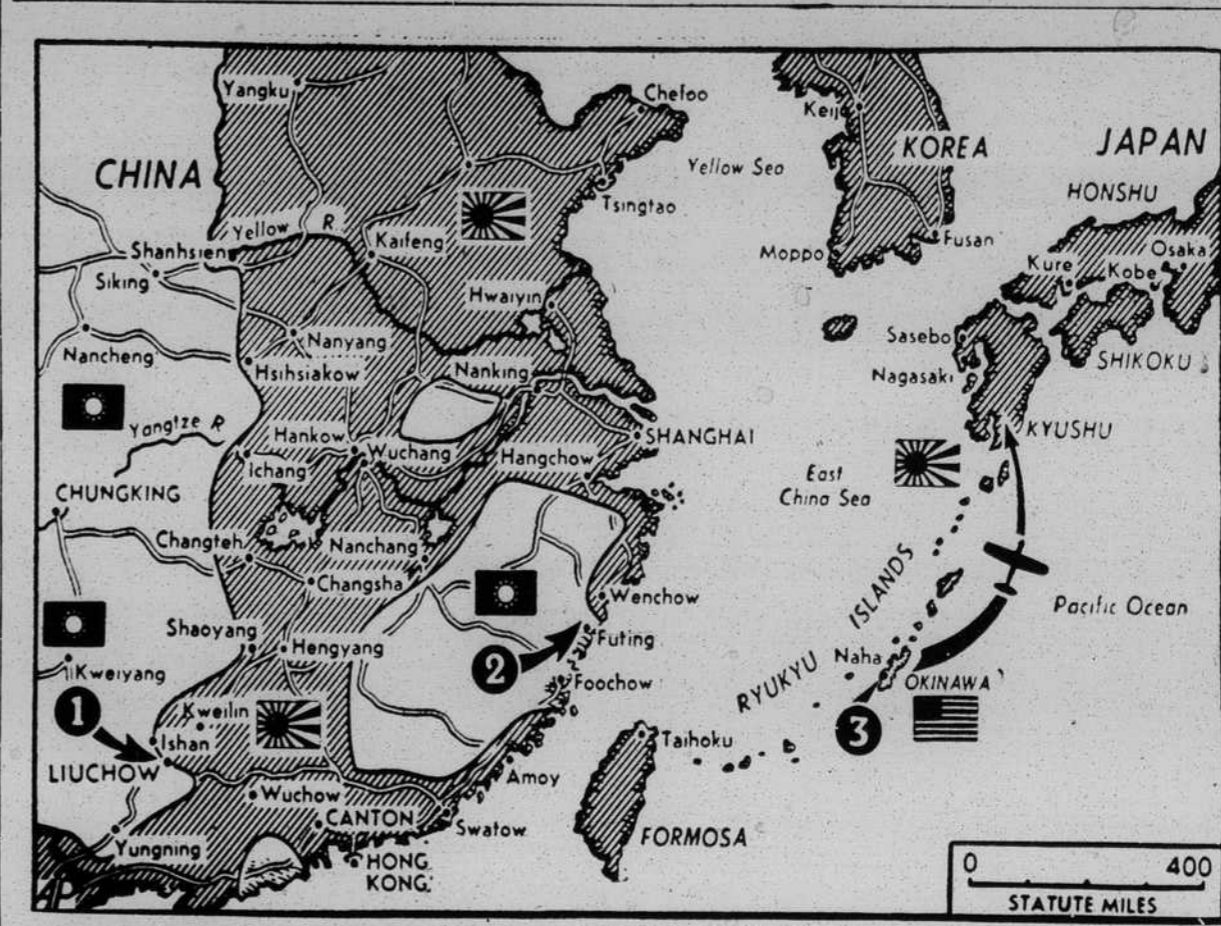 Yangku
Chefoo
Keijo
KOREA
JAPAN
CHINA
Yellow Sea
HONSHU
Tsingtao
Yellow R.
Shanhsien
Kaifeng
Moppo
Fusan
Osaka
Kure
Kobe
Siking
Hwaiyin
Nanyang
Sasebo
Nancheng
Hsihsiakow
Nanking
Nagasaki
SHIKOKU
Yangtze R
Hankow
Wuchang
SHANGHAI
KYUSHU
Ichang
Hangchow
East
China Sea
CHUNGKING
Changteh
Nanchang
Changsha
RYUKYU ISLANDS
Wenchow
Pacific Ocean
Shaoyang
Hengyang
2
Futing
Naha
Kweiyang
Foochow
OKINAWA
1
Kweilin
3
Ishan
Taihoku
LIUCHOW
Amoy
Wuchow
CANTON
Swatow
FORMOSA
Yungning
HONG
KONG
0 400
STATUTE MILES
AP